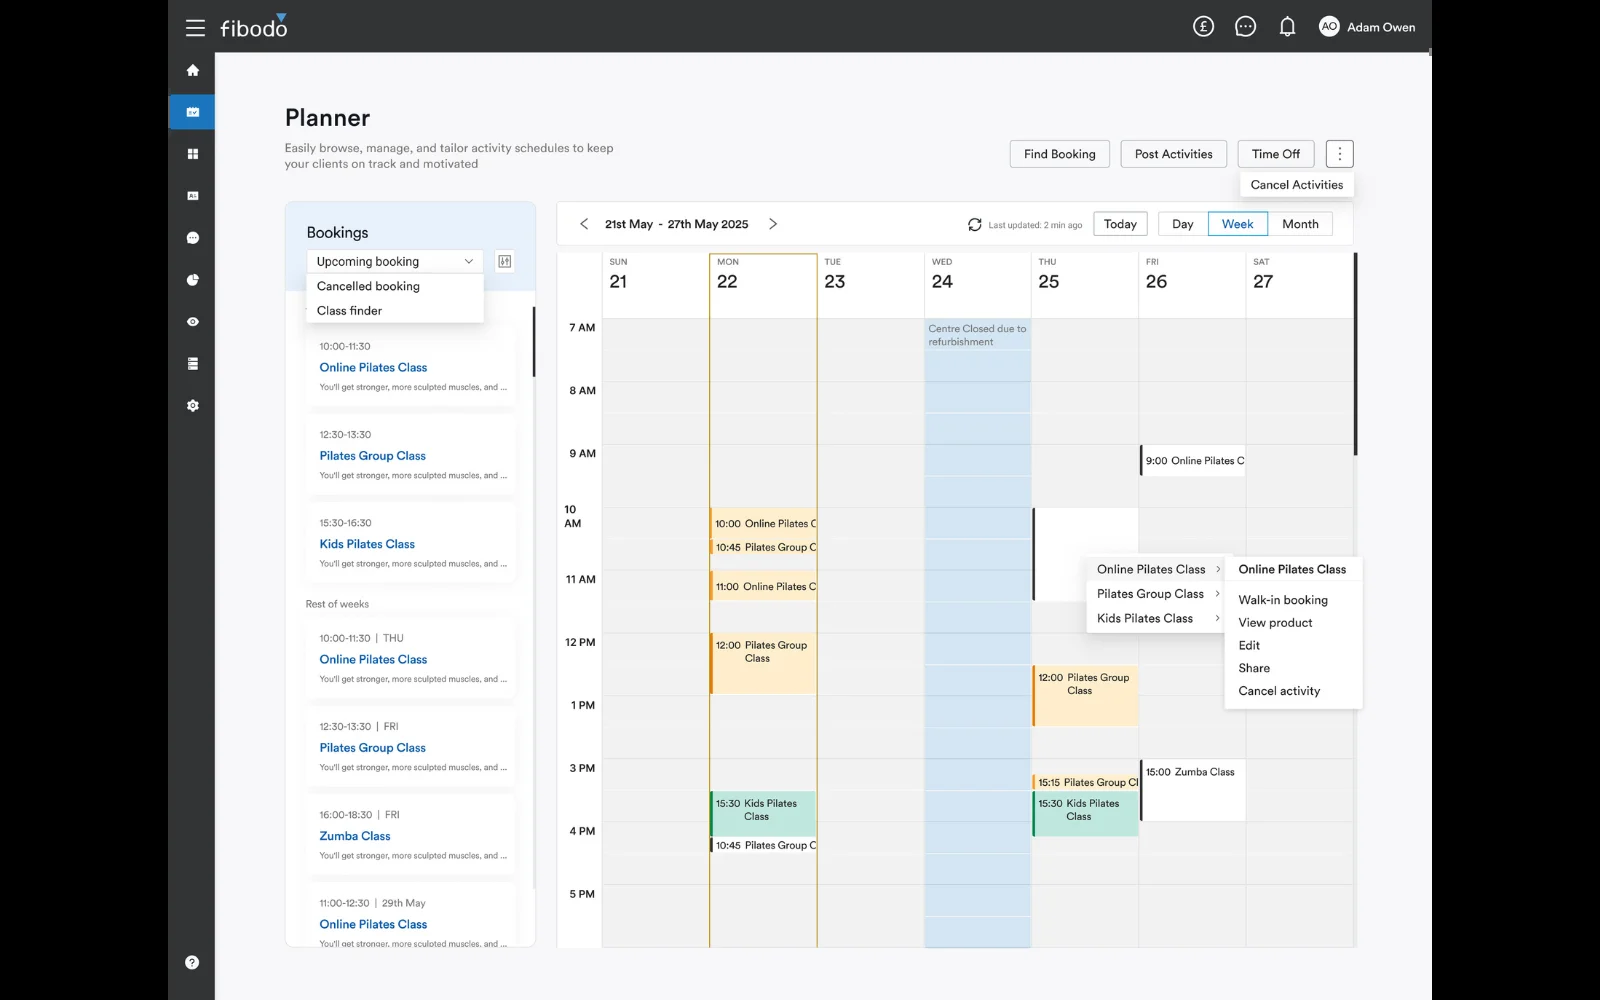 fibodo
£
AO
Adam Owen
Planner
Easily browse, manage, and tailor activity schedules to keep
your clients on track and motivated
Find Booking
Post Activities
Time Off
Cancel Activities
Bookings
Upcoming booking
Cancelled booking
Class finder
10:00-11:30
Online Pilates Class
You'll get stronger, more sculpted muscles, and ...
12:30-13:30
Pilates Group Class
You'll get stronger, more sculpted muscles, and ...
15:30-16:30
Kids Pilates Class
You'll get stronger, more sculpted muscles, and ...
Rest of weeks
10:00-11:30 | THU
Online Pilates Class
You'll get stronger, more sculpted muscles, and ...
12:30-13:30 | FRI
Pilates Group Class
You'll get stronger, more sculpted muscles, and ...
16:00-18:30 | FRI
Zumba Class
You'll get stronger, more sculpted muscles, and ...
11:00-12:30 | 29th May
Online Pilates Class
You'll get stronger, more sculpted muscles, and ...
?
21st May - 27th May 2025
Last updated: 2 min ago
Today
Day
Week
Month
SUN
21
MON
22
TUE
23
WED
24
THU
25
FRI
26
SAT
27
7 AM
8 AM
9 AM
10
AM
11 AM
12 PM
1 PM
3 PM
4 PM
5 PM
10:00 Online Pilates C
10:45 Pilates Group C
11:00 Online Pilates C
12:00 Pilates Group
Class
15:30 Kids Pilates
Class
10:45 Pilates Group C
Centre Closed due to
refurbishment
12:00 Pilates Group
Class
15:15 Pilates Group Cl
15:30 Kids Pilates
Class
9:00 Online Pilates C
15:00 Zumba Class
Online Pilates Class
Pilates Group Class
Kids Pilates Class
Online Pilates Class
Walk-in booking
View product
Edit
Share
Cancel activity